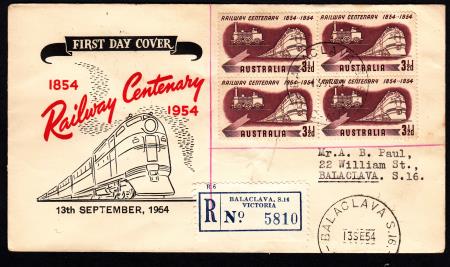 FIRST DAY COVER
1854
Railway Centenary
1954
13th SEPTEMBER, 1954
RAILWAY CENTENARY 1854-1954
AUSTRALIA 3½d
RAILWAY CENTENARY 1854-1954
AUSTRALIA 3½d
RAILWAY CENTENARY 1854-1954
AUSTRALIA 3½d
RAILWAY CENTENARY 1854-1954
AUSTRALIA 3½d
Mr.A. B. Paul,
22 William St.,
BALACLAVA. S.16.
R6
BALACLAVA, S.16
VICTORIA
R No 5810
BALACLAVA S.16.
13SE54